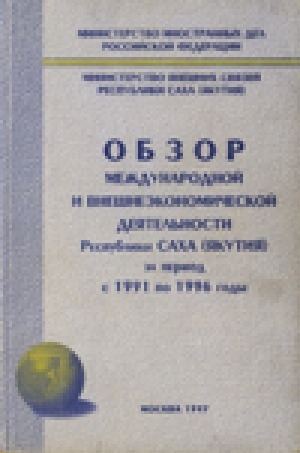 МИНИСТЕРСТВО ИНОСТРАННЫХ ДЕЛ
РОССИЙСКОЙ ФЕДЕРАЦИИ
МИНИСТЕРСТВО ВНЕШНИХ СВЯЗЕЙ
РЕСПУБЛИКИ САХА (ЯКУТИЯ)
ОБЗОР
МЕЖДУНАРОДНОЙ
И ВНЕШНЕЭКОНОМИЧЕСКОЙ
ДЕЯТЕЛЬНОСТИ
Республики САХА (ЯКУТИЯ)
за период
с 1991 по 1996 годы
МОСКВА 1997